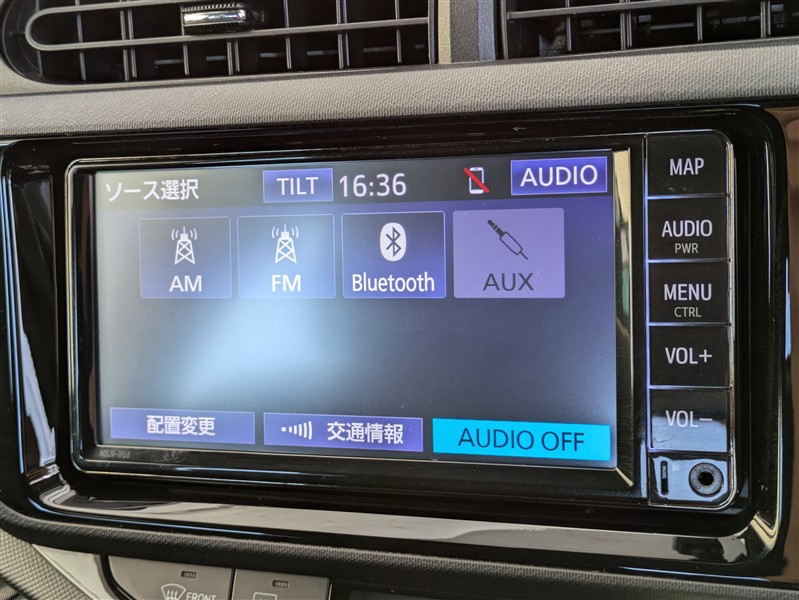 ソース選択 TILT 16:36 AUDIO
AM FM Bluetooth AUX
配置変更 交通情報 AUDIO OFF
MAP
AUDIO
PWR
MENU
CTRL
VOL+
VOL-
FRONT